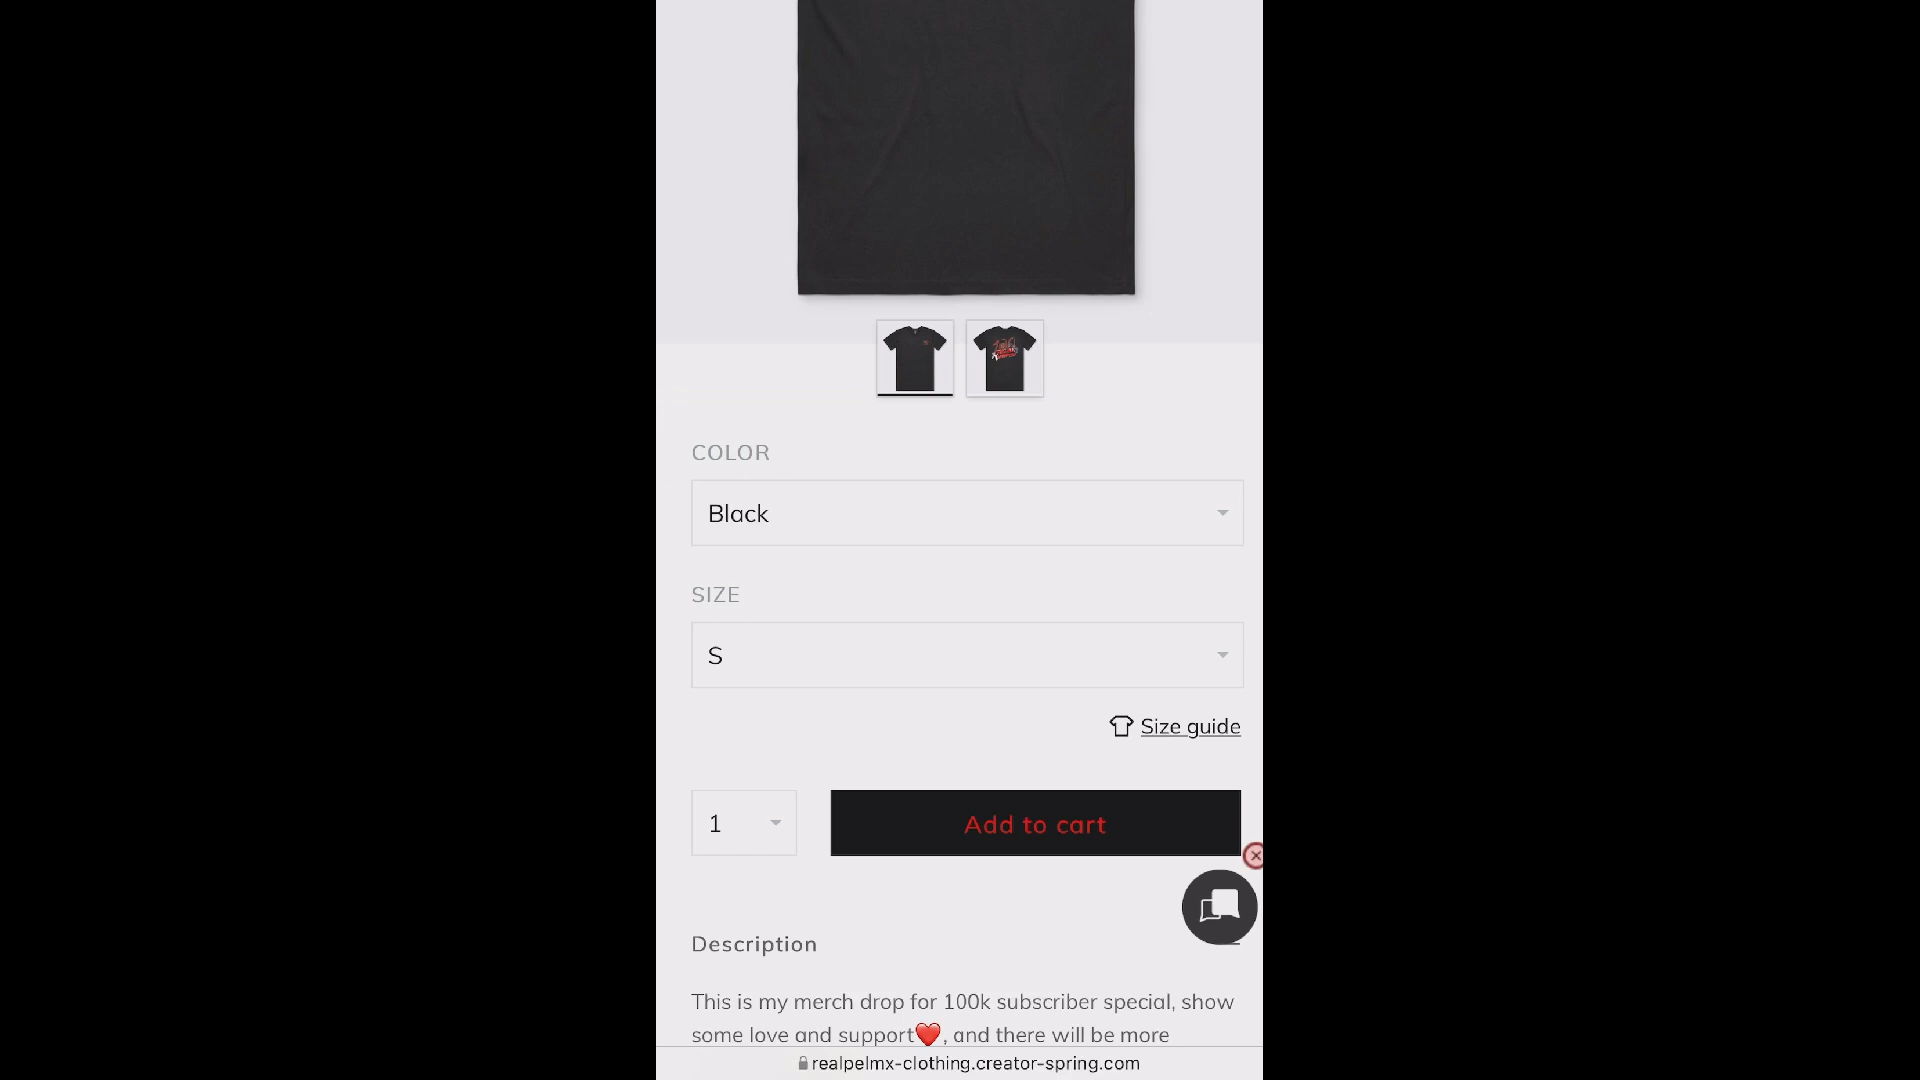 COLOR
Black
SIZE
S
Size guide
1
Add to cart
Description
This is my merch drop for 100k subscriber special, show
some love and support❤️, and there will be more
realpelmx-clothing.creator-spring.com